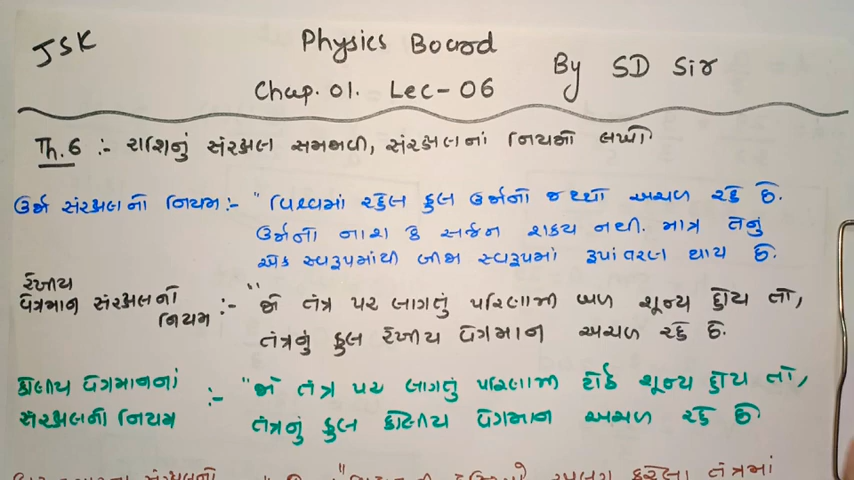 JSK
Physics Board
By SD Sir
Chap. 01. Lec - 06
Th. 6 :- રાશિનું સંરક્ષણ સમજાવી, સંરક્ષણનાં નિયમો લખો
ઉર્જા સંરક્ષણનો નિયમ :- "વિશ્વમાં રહેલ કુલ ઉર્જાનો જથ્થો અચળ રહે છે.
ઉર્જાનો નાશ કે સર્જન શક્ય નથી. માત્ર તેનું
એક સ્વરૂપમાંથી બીજા સ્વરૂપમાં રૂપાંતરણ થાય છે.
રેખીય
વેગમાન સંરક્ષણનો નિયમ :- "જો તંત્ર પર લાગતું પરિણામી બળ શૂન્ય હોય તો,
તંત્રનું કુલ રેખીય વેગમાન અચળ રહે છે.
કોણીય વેગમાનનાં :- "જો તંત્ર પર લાગતું પરિણામી ટોર્ક શૂન્ય હોય તો,
સંરક્ષણનો નિયમ તંત્રનું કુલ કોણીય વેગમાન અચળ રહે છે
અલગ કરેલા તંત્રમાં